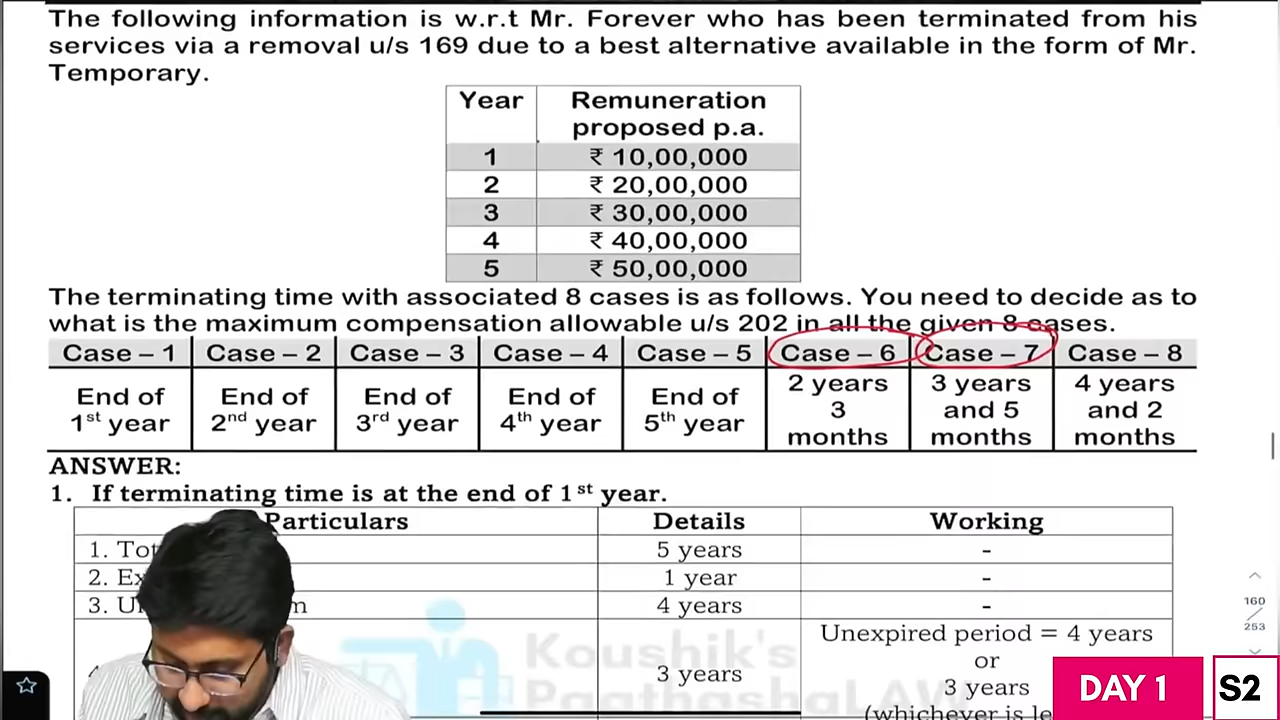 The following information is w.r.t Mr. Forever who has been terminated from his
services via a removal u/s 169 due to a best alternative available in the form of Mr.
Temporary.
Year Remuneration proposed p.a.
1 ₹ 10,00,000
2 ₹ 20,00,000
3 ₹ 30,00,000
4 ₹ 40,00,000
5 ₹ 50,00,000
The terminating time with associated 8 cases is as follows. You need to decide as to
what is the maximum compensation allowable u/s 202 in all the given 8 cases.
Case – 1 Case – 2 Case – 3 Case – 4 Case – 5 Case – 6 Case – 7 Case – 8
End of 1st year End of 2nd year End of 3rd year End of 4th year End of 5th year 2 years 3 months 3 years and 5 months 4 years and 2 months
ANSWER:
1. If terminating time is at the end of 1st year.
Particulars Details Working
1. 5 years -
2. 1 year -
3. 4 years -
3 years Unexpired period = 4 years
or
3 years
Koushik's
160
253
DAY 1 S2